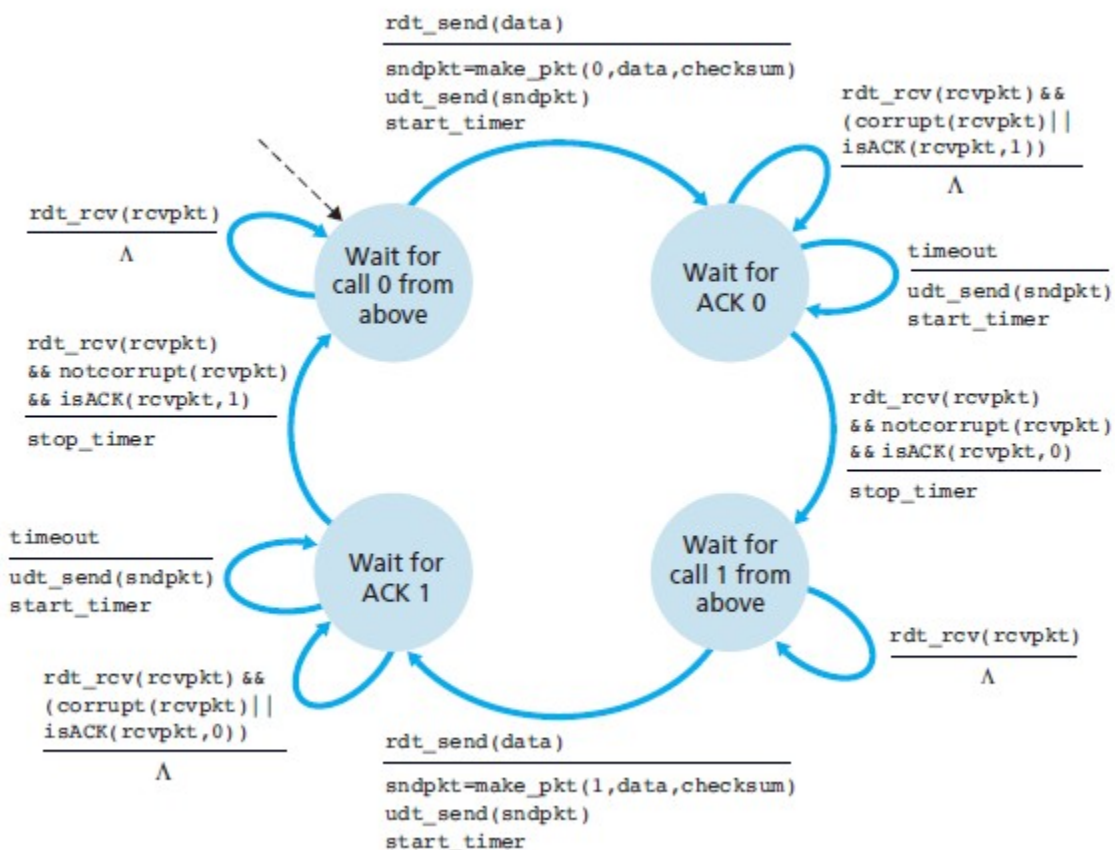 rdt_send(data)
sndpkt=make_pkt(0,data,checksum)
udt_send(sndpkt)
start_timer
rdt_rcv(rcvpkt) &&
(corrupt(rcvpkt)||
isACK(rcvpkt,1))
Λ
rdt_rcv(rcvpkt)
Λ
Wait for
call 0 from
above
Wait for
ACK 0
timeout
udt_send(sndpkt)
start_timer
rdt_rcv(rcvpkt)
&& notcorrupt(rcvpkt)
&& isACK(rcvpkt,1)
stop_timer
rdt_rcv(rcvpkt)
&& notcorrupt(rcvpkt)
&& isACK(rcvpkt,0)
stop_timer
timeout
udt_send(sndpkt)
start_timer
Wait for
ACK 1
Wait for
call 1 from
above
rdt_rcv(rcvpkt)
Λ
rdt_rcv(rcvpkt) &&
(corrupt(rcvpkt)||
isACK(rcvpkt,0))
Λ
rdt_send(data)
sndpkt=make_pkt(1,data,checksum)
udt_send(sndpkt)
start_timer